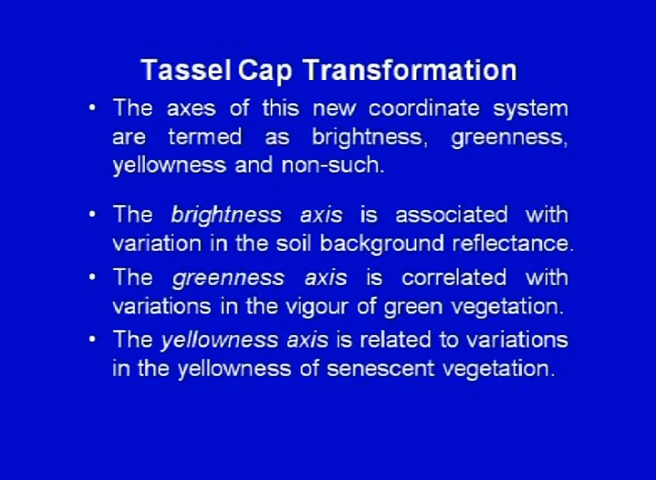 Tassel Cap Transformation
• The axes of this new coordinate system
are termed as brightness, greenness,
yellowness and non-such.
• The brightness axis is associated with
variation in the soil background reflectance.
• The greenness axis is correlated with
variations in the vigour of green vegetation.
• The yellowness axis is related to variations
in the yellowness of senescent vegetation.